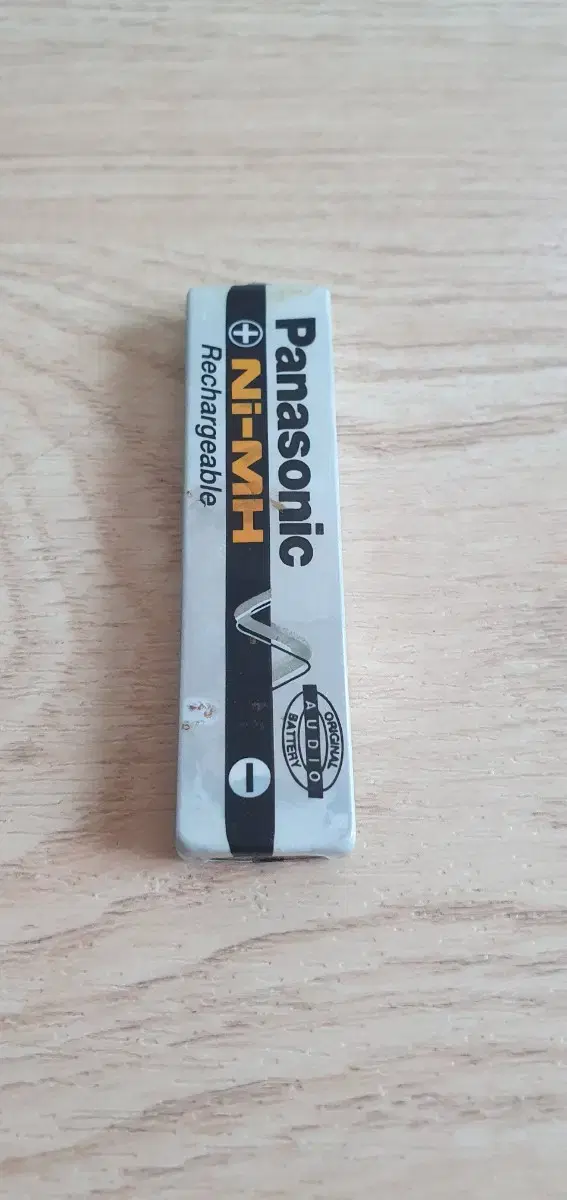 Panasonic
⊕ Ni-MH ⊖
Rechargeable
ORIGINAL
AUDIO
BATTERY